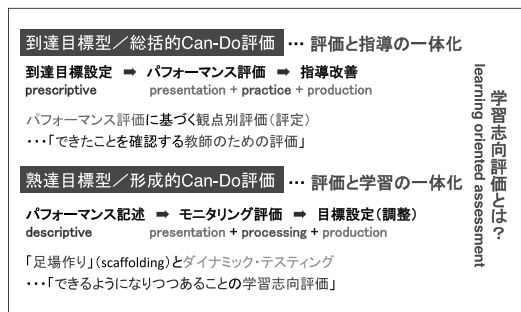 到達目標型／総括的Can-Do評価 … 評価と指導の一体化
到達目標設定 ➡ パフォーマンス評価 ➡ 指導改善
prescriptive presentation + practice + production
パフォーマンス評価に基づく観点別評価（評定）
・・・「できたことを確認する教師のための評価」
熟達目標型／形成的Can-Do評価 … 評価と学習の一体化
パフォーマンス記述 ➡ モニタリング評価 ➡ 目標設定（調整）
descriptive presentation + processing + production
「足場作り」（scaffolding）とダイナミック・テスティング
・・・「できるようになりつつあることの学習志向評価」
学習志向評価とは？
learning oriented assessment